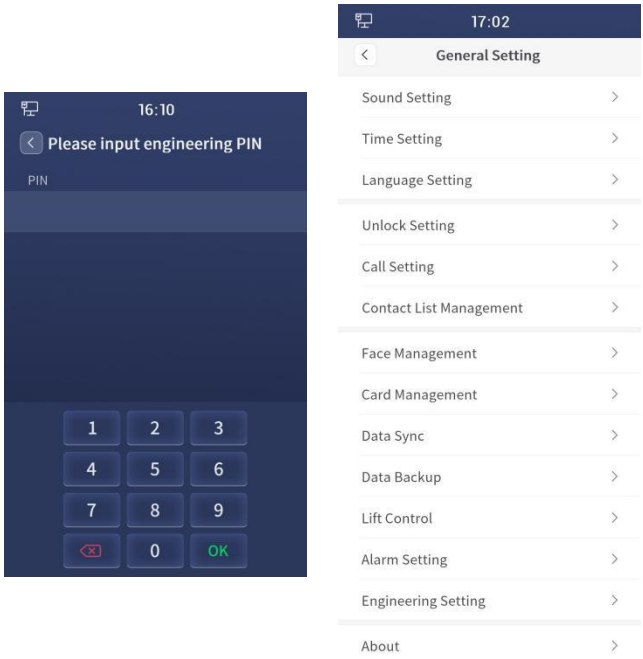 16:10
Please input engineering PIN
PIN
1 2 3
4 5 6
7 8 9
0 OK
17:02
General Setting
Sound Setting
Time Setting
Language Setting
Unlock Setting
Call Setting
Contact List Management
Face Management
Card Management
Data Sync
Data Backup
Lift Control
Alarm Setting
Engineering Setting
About